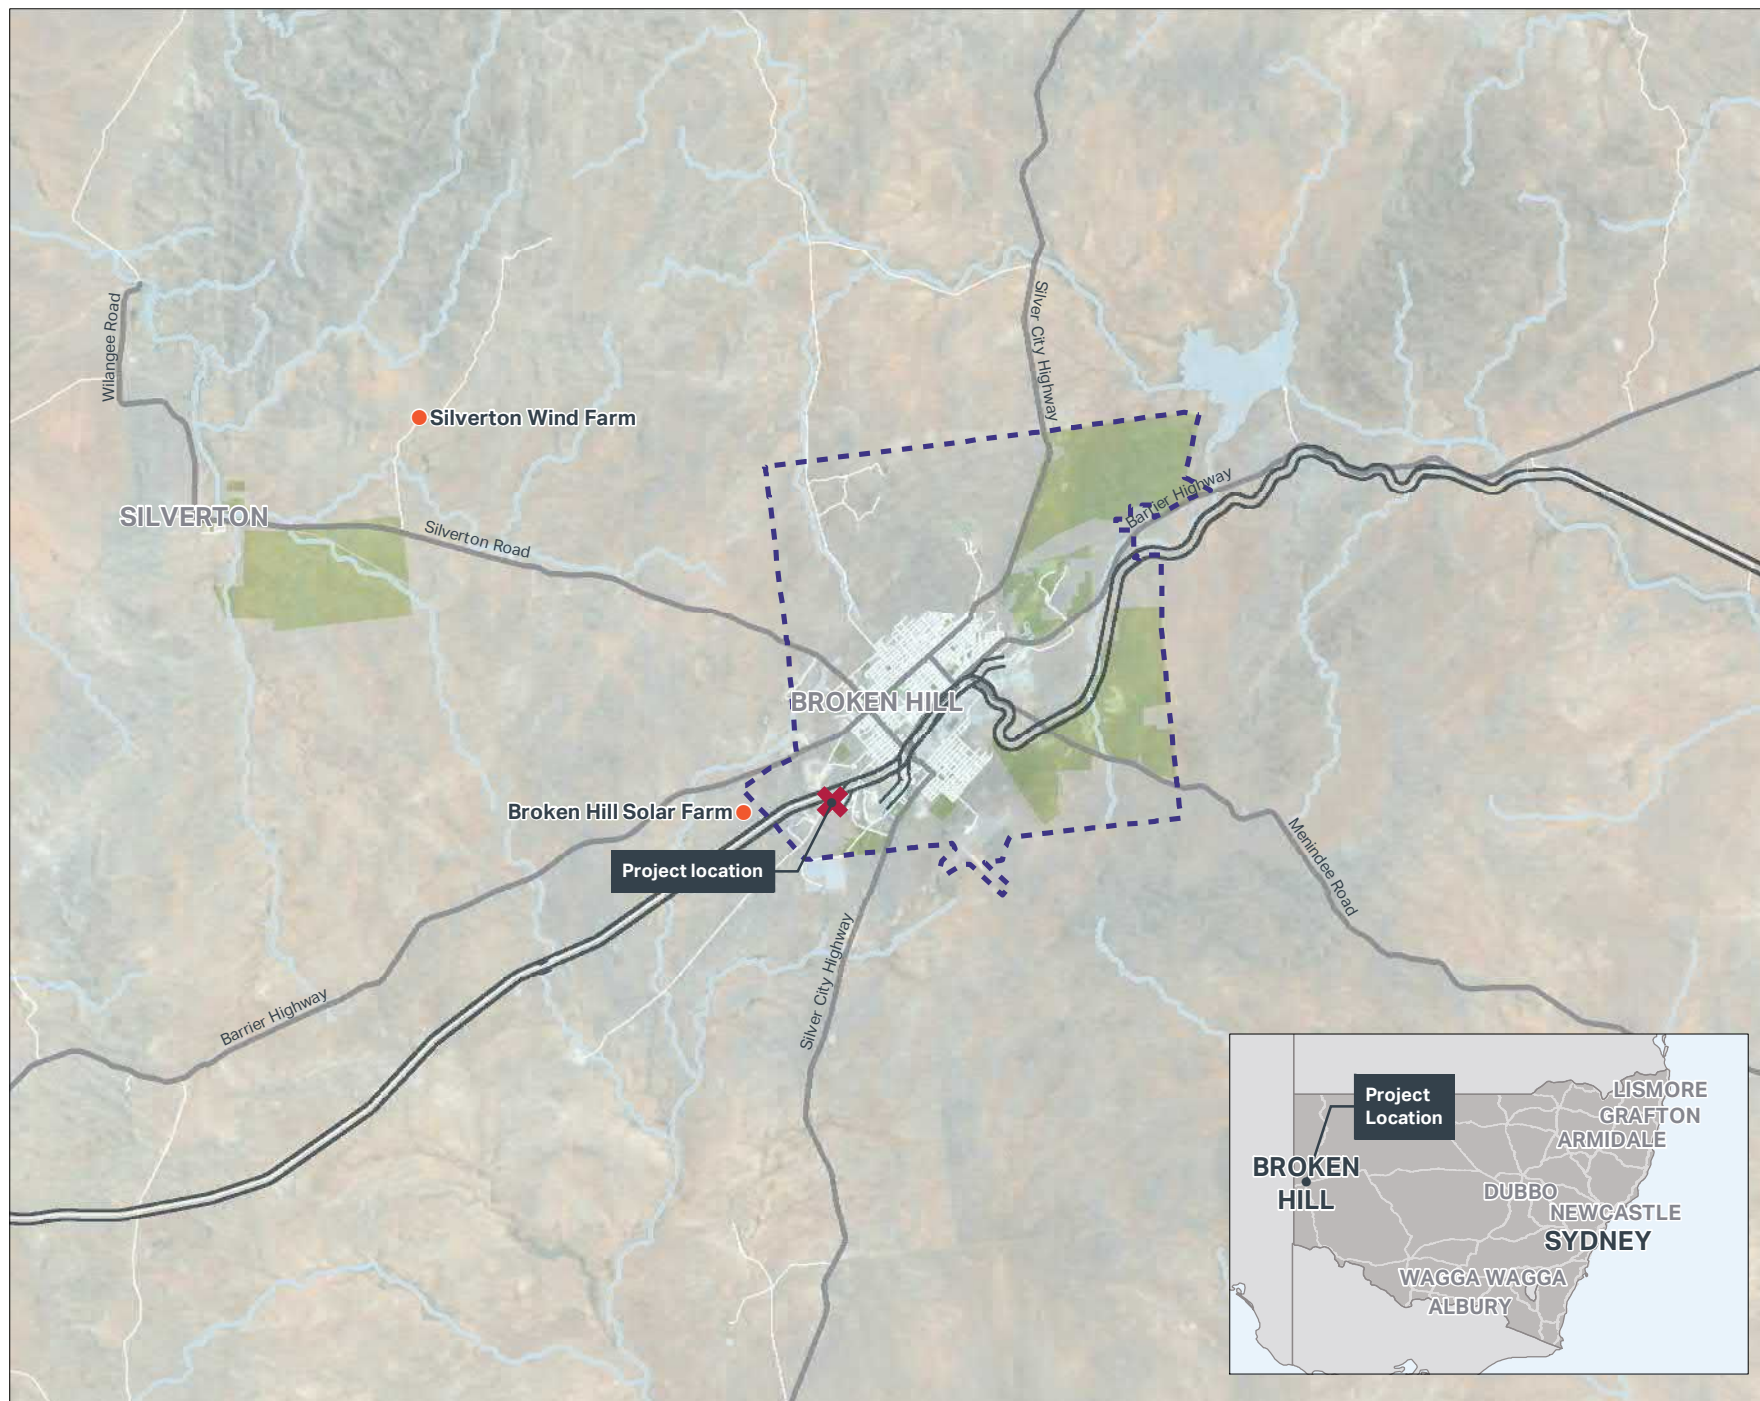 Wilangee Road
Silver City Highway
Silverton Wind Farm
Barrier Highway
SILVERTON
Silverton Road
BROKEN HILL
Broken Hill Solar Farm
Project location
Menindee Road
Silver City Highway
Barrier Highway
Project
Location
LISMORE
GRAFTON
ARMIDALE
BROKEN
HILL
DUBBO
NEWCASTLE
SYDNEY
WAGGA WAGGA
ALBURY